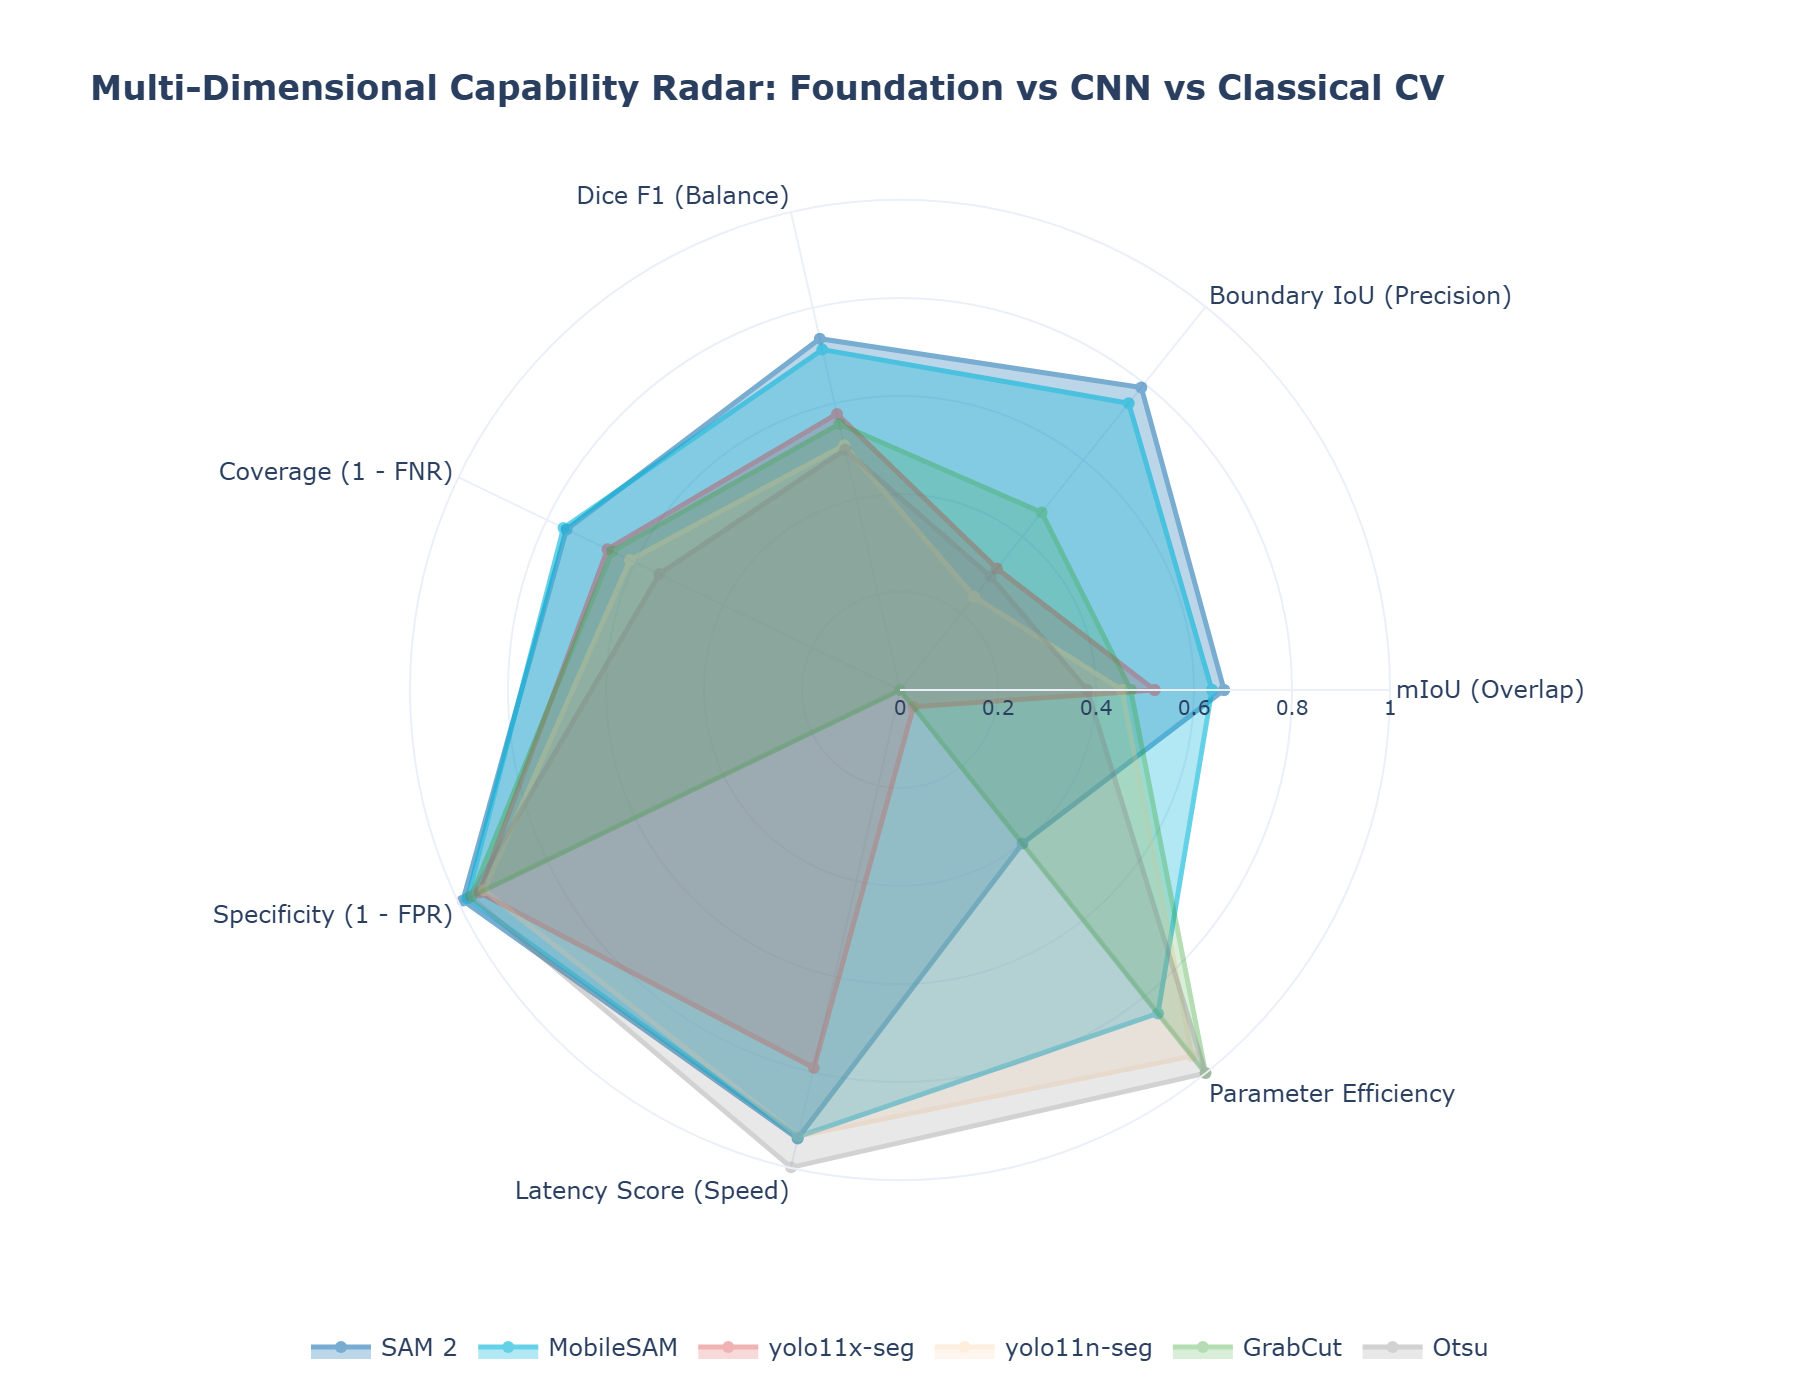 Multi-Dimensional Capability Radar: Foundation vs CNN vs Classical CV
Dice F1 (Balance)
Boundary IoU (Precision)
Coverage (1 - FNR)
mIoU (Overlap)
0 0.2 0.4 0.6 0.8 1
Specificity (1 - FPR)
Parameter Efficiency
Latency Score (Speed)
SAM 2 MobileSAM yolo11x-seg yolo11n-seg GrabCut Otsu